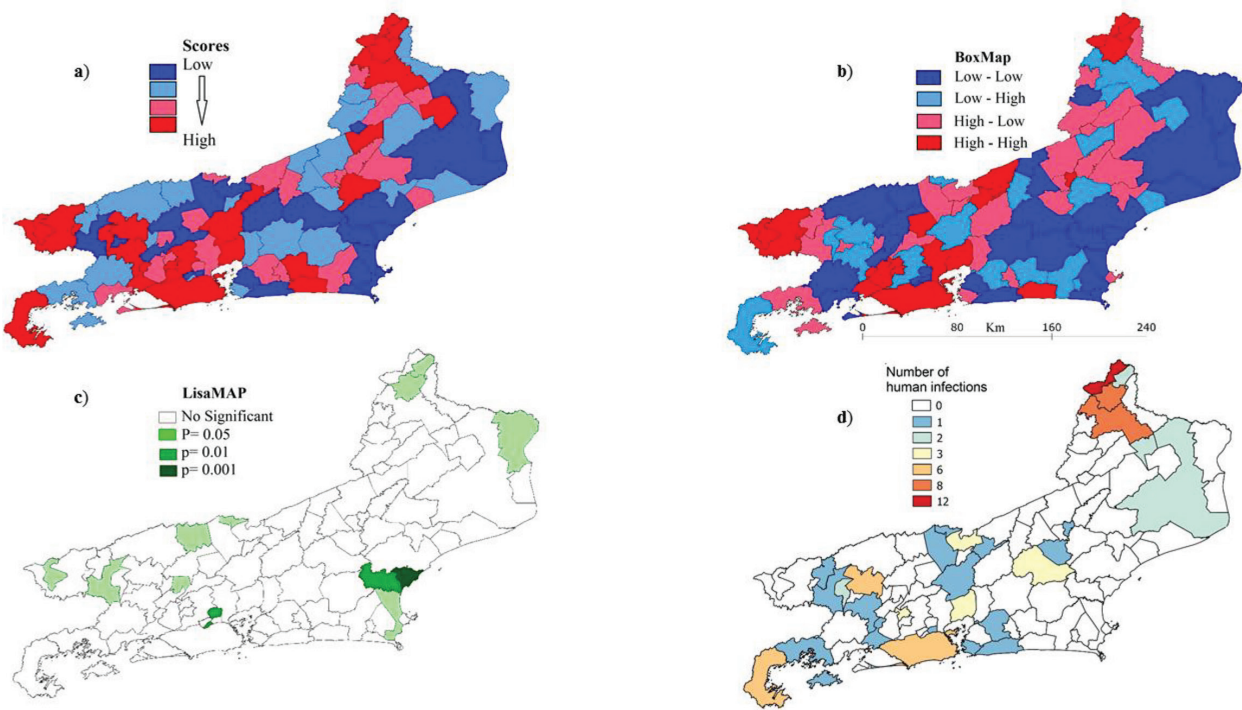 a)
Scores
Low
High
b)
BoxMap
Low - Low
Low - High
High - Low
High - High
0 80 Km 160 240
c)
LisaMAP
No Significant
P= 0.05
p= 0.01
p= 0.001
d)
Number of
human infections
0
1
2
3
6
8
12